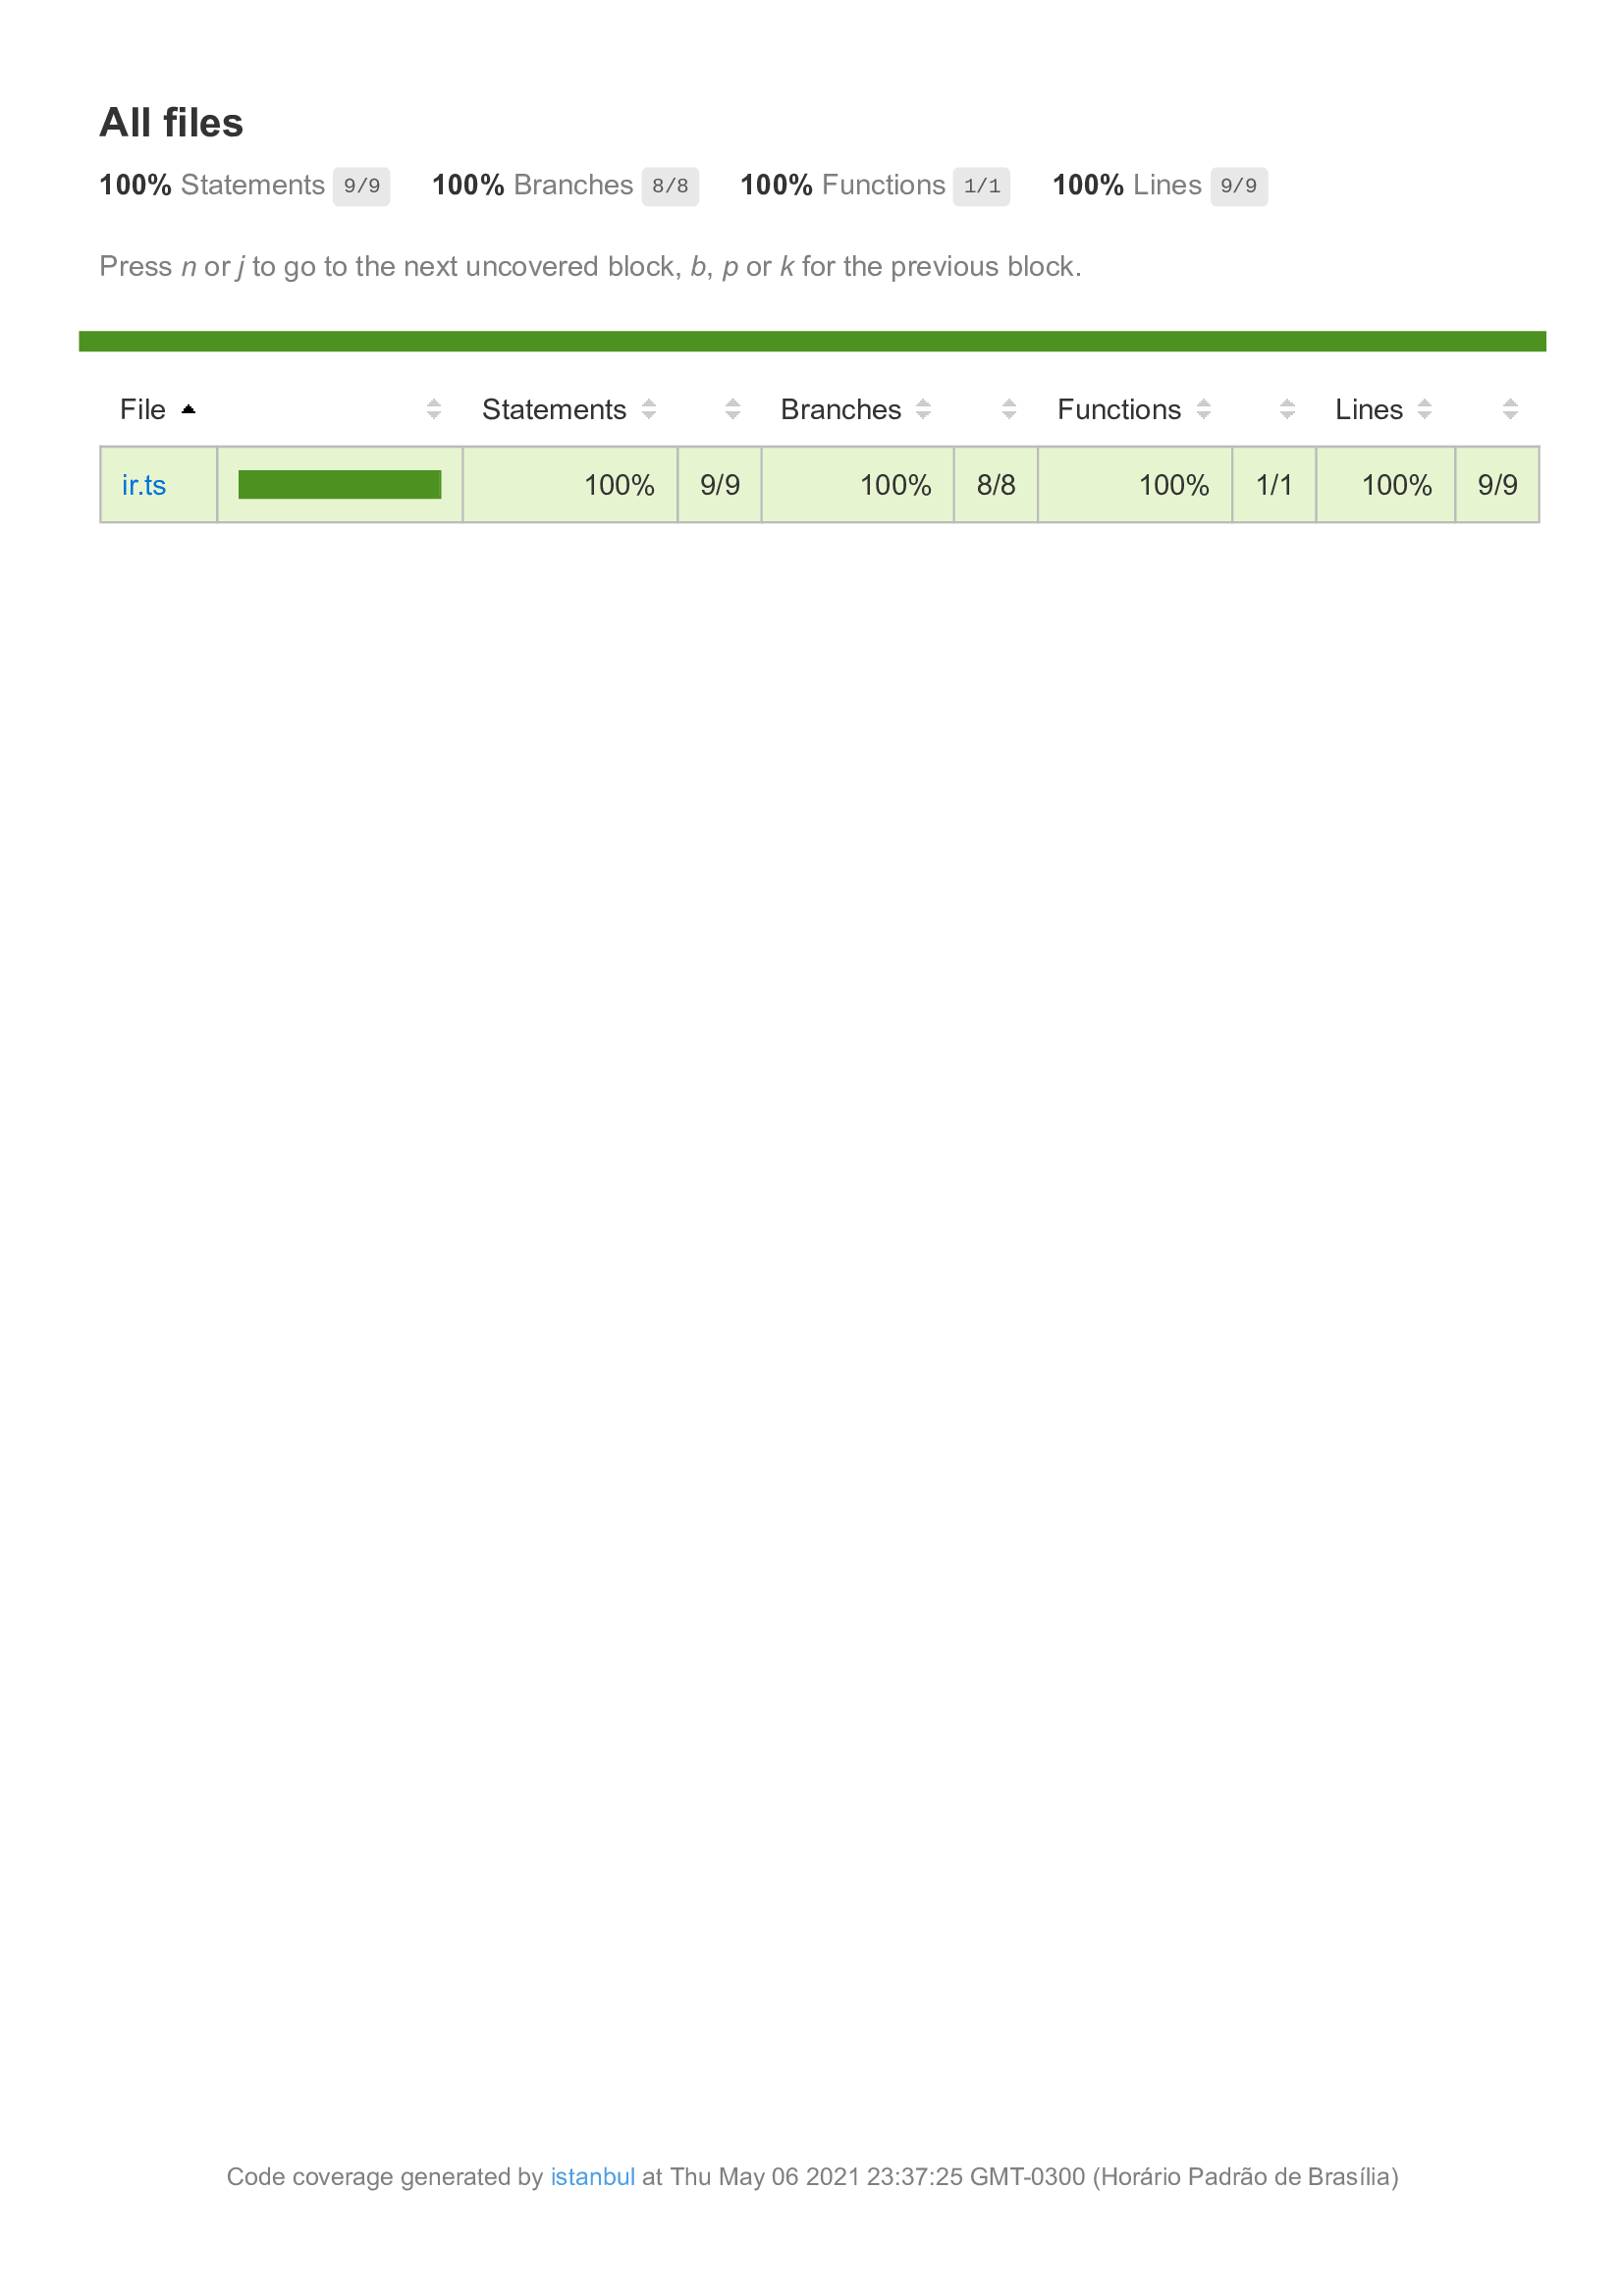 All files
100% Statements 9/9 100% Branches 8/8 100% Functions 1/1 100% Lines 9/9
Press n or j to go to the next uncovered block, b, p or k for the previous block.
File Statements Branches Functions Lines
ir.ts 100% 9/9 100% 8/8 100% 1/1 100% 9/9
Code coverage generated by istanbul at Thu May 06 2021 23:37:25 GMT-0300 (Horário Padrão de Brasília)